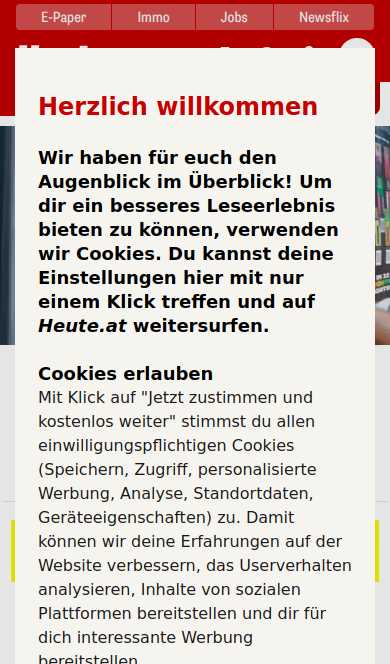 E-Paper
Immo
Jobs
Newsflix
Herzlich willkommen
Wir haben für euch den
Augenblick im Überblick! Um
dir ein besseres Leseerlebnis
bieten zu können, verwenden
wir Cookies. Du kannst deine
Einstellungen hier mit nur
einem Klick treffen und auf
Heute.at weitersurfen.
Cookies erlauben
Mit Klick auf "Jetzt zustimmen und
kostenlos weiter" stimmst du allen
einwilligungspflichtigen Cookies
(Speichern, Zugriff, personalisierte
Werbung, Analyse, Standortdaten,
Geräteeigenschaften) zu. Damit
können wir deine Erfahrungen auf der
Website verbessern, das Userverhalten
analysieren, Inhalte von sozialen
Plattformen bereitstellen und dir für
dich interessante Werbung
bereitstellen